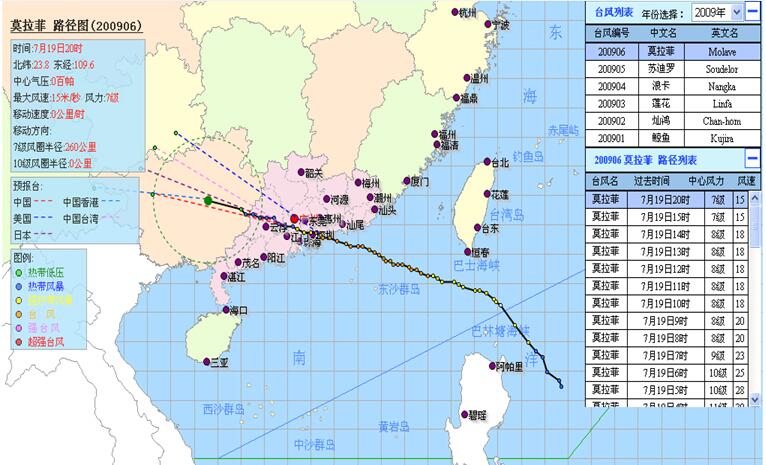 莫拉菲 路径图(200906)
时间:7月19日20时
北纬:23.8 东经:109.6
中心气压:0百帕
最大风速:15米/秒 风力:7级
移动速度:0公里/时
移动方向:
7级风圈半径:260公里
10级风圈半径:0公里
预报台:
中国 中国香港
美国 中国台湾
日本
图例:
热带低压
热带风暴
强热带风暴
台 风
强台风
超强台风
杭州
宁波
温州
福鼎
福州
福清
厦门
韶关
梅州
河源
潮州
汕头
惠州
东莞
汕尾
深圳
云浮
阳江
茂名
湛江
海口
三亚
台北
花莲
台东
恒春
阿帕里
碧瑶
东
海
南
洋
赤尾屿
钓鱼岛
台湾岛
巴士海峡
巴林塘海峡
东沙群岛
西沙群岛
中沙群岛
黄岩岛
台风列表 年份选择: 2009年
台风编号 中文名 英文名
200906 莫拉菲 Molave
200905 苏迪罗 Soudelor
200904 浪卡 Nangka
200903 莲花 Linfa
200902 灿鸿 Chan-hom
200901 鲸鱼 Kujira
200906 莫拉菲 路径列表
台风名 过去时间 中心风力 风速
莫拉菲 7月19日20时 7级 15
莫拉菲 7月19日15时 7级 15
莫拉菲 7月19日14时 8级 18
莫拉菲 7月19日13时 8级 18
莫拉菲 7月19日12时 8级 18
莫拉菲 7月19日11时 8级 18
莫拉菲 7月19日10时 8级 18
莫拉菲 7月19日9时 8级 20
莫拉菲 7月19日8时 8级 20
莫拉菲 7月19日7时 9级 23
莫拉菲 7月19日6时 10级 25
莫拉菲 7月19日5时 10级 28